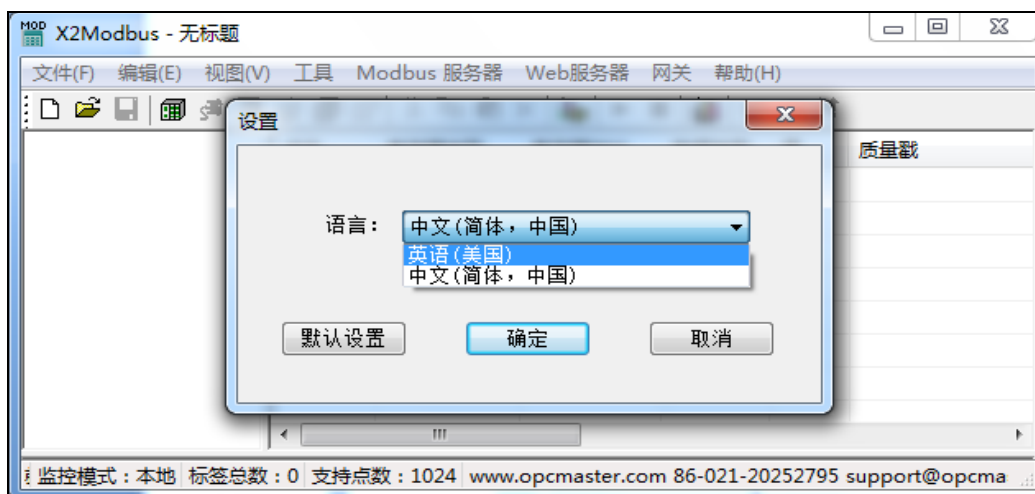 MOD
X2Modbus - 无标题
文件(F) 编辑(E) 视图(V) 工具 Modbus 服务器 Web服务器 网关 帮助(H)
设置
质量戳
语言： 中文(简体，中国)
英语(美国)
中文(简体，中国)
默认设置 确定 取消
监控模式：本地 标签总数：0 支持点数：1024 www.opcmaster.com 86-021-20252795 support@opcma